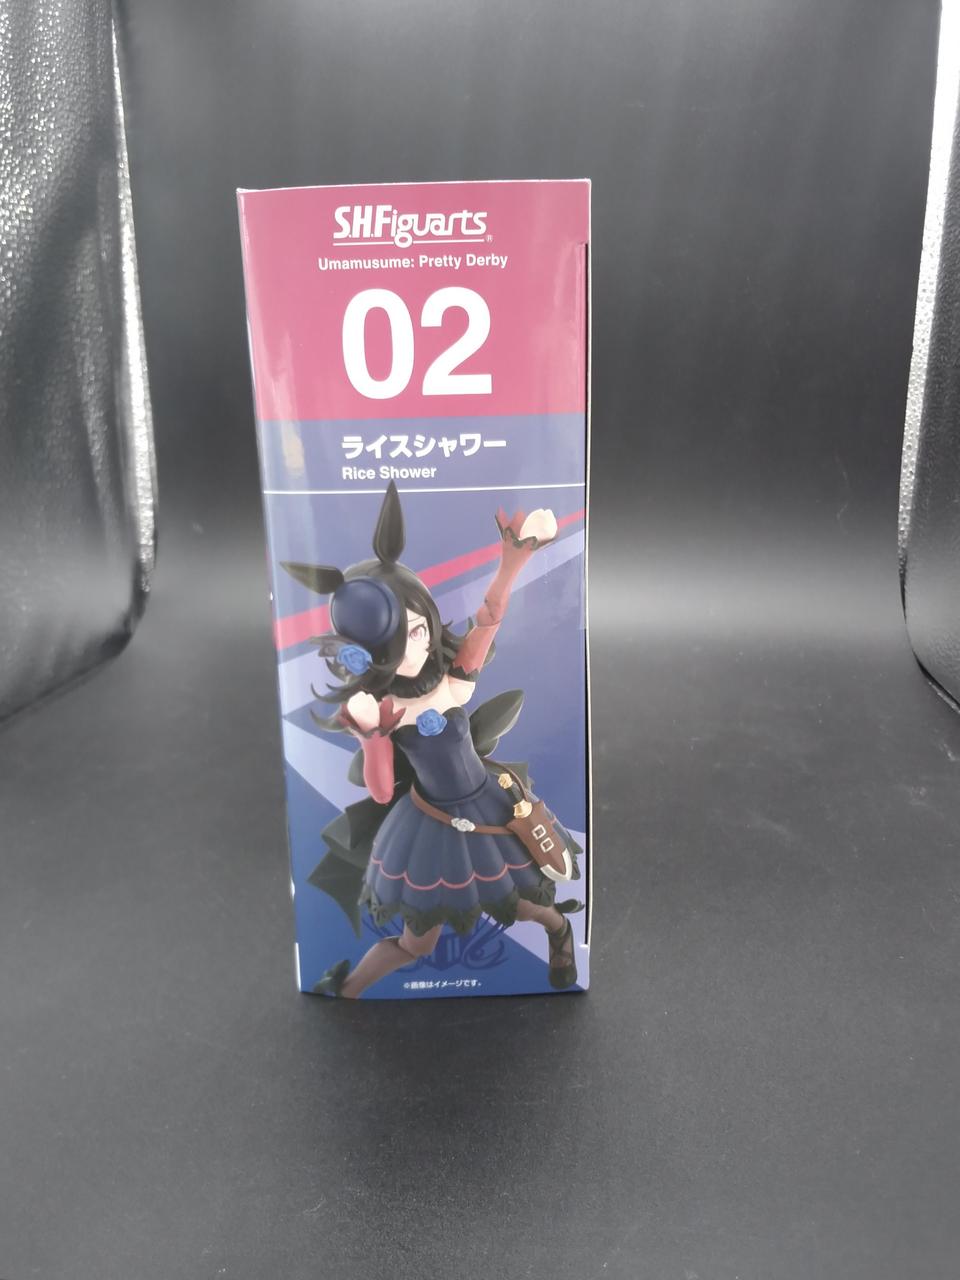 S.H.Figuarts®
Umamusume: Pretty Derby
02
ライスシャワー
Rice Shower
※画像はイメージです。